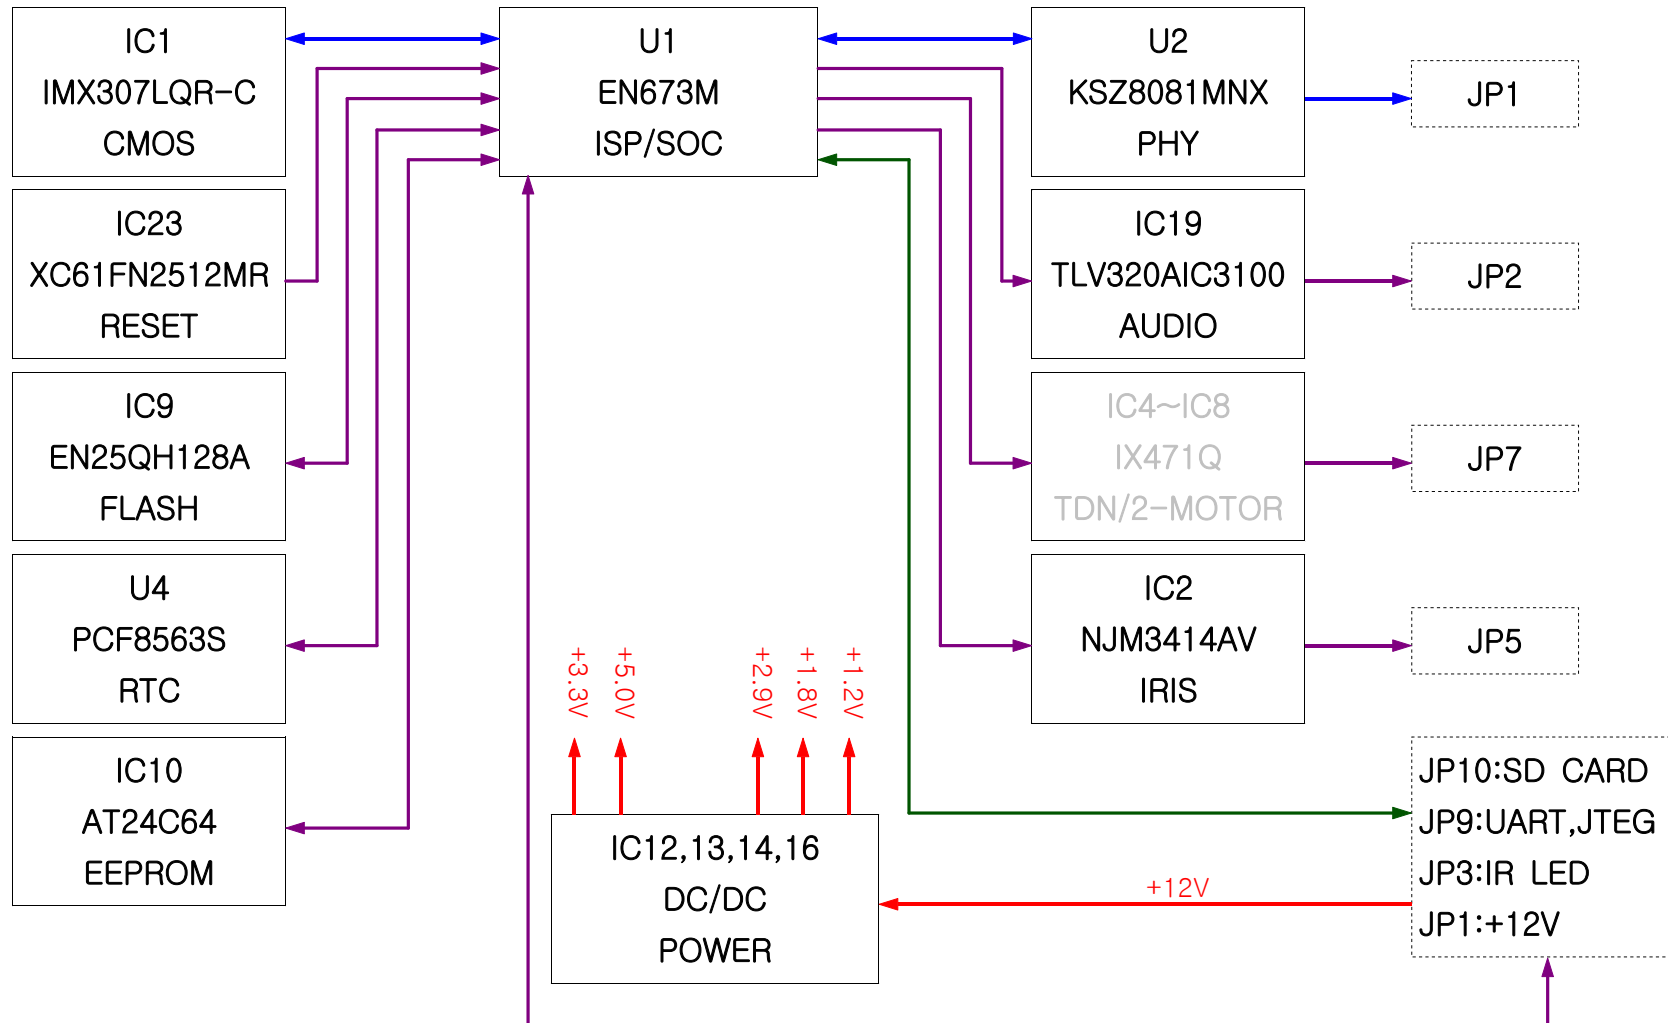 IC1
IMX307LQR-C
CMOS
U1
EN673M
ISP/SOC
U2
KSZ8081MNX
PHY
JP1
IC23
XC61FN2512MR
RESET
IC19
TLV320AIC3100
AUDIO
JP2
IC9
EN25QH128A
FLASH
IC4~IC8
IX471Q
TDN/2-MOTOR
JP7
U4
PCF8563S
RTC
IC2
NJM3414AV
IRIS
JP5
+3.3V
+5.0V
+2.9V
+1.8V
+1.2V
IC10
AT24C64
EEPROM
IC12,13,14,16
DC/DC
POWER
+12V
JP10:SD CARD
JP9:UART,JTEG
JP3:IR LED
JP1:+12V